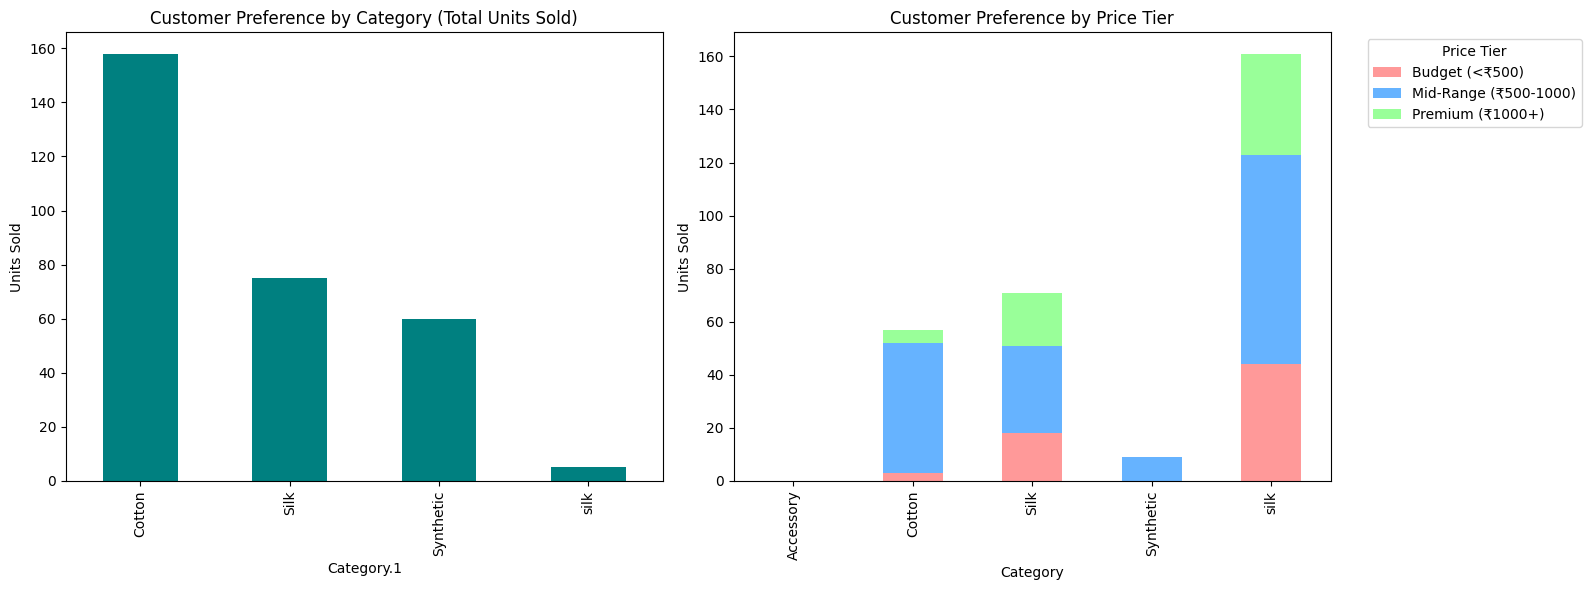 Customer Preference by Category (Total Units Sold)
160
140
120
100
80
60
40
20
0
Units Sold
Cotton
Silk
Synthetic
silk
Category.1
Customer Preference by Price Tier
160
140
120
100
80
60
40
20
0
Units Sold
Accessory
Cotton
Silk
Synthetic
silk
Category
Price Tier
Budget (<₹500)
Mid-Range (₹500-1000)
Premium (₹1000+)